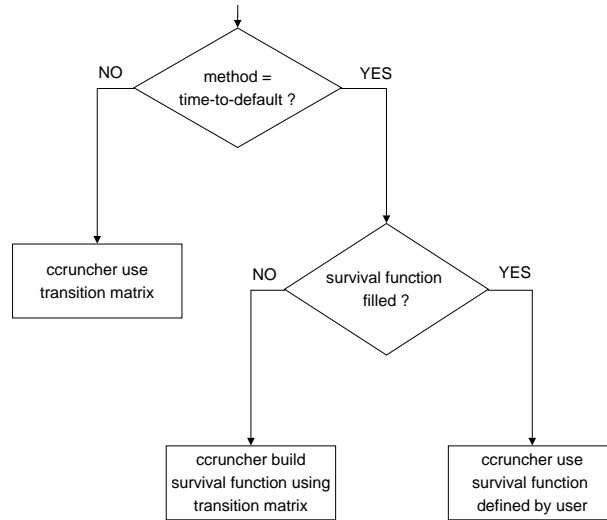 method =
time-to-default ?
NO
YES
ccruncher use
transition matrix
survival function
filled ?
NO
YES
ccruncher build
survival function using
transition matrix
ccruncher use
survival function
defined by user